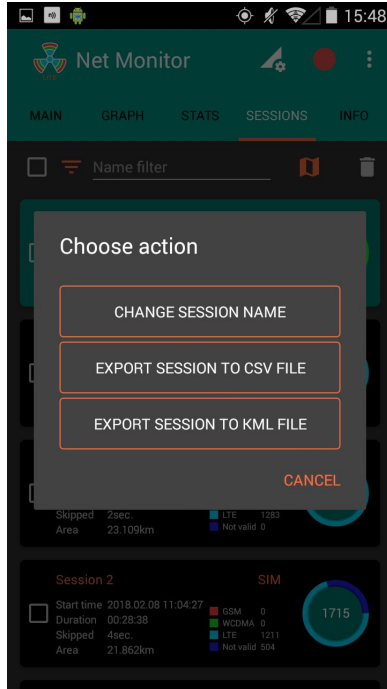 15:48
LITE
Net Monitor
MAIN GRAPH STATS SESSIONS INFO
Name filter
Choose action
CHANGE SESSION NAME
EXPORT SESSION TO CSV FILE
EXPORT SESSION TO KML FILE
CANCEL
Skipped 2sec. LTE 1283
Area 23.109km Not valid 0
Session 2 SIM
Start time 2018.02.08 11:04:27 GSM 0
Duration 00:28:38 WCDMA 0
Skipped 4sec. LTE 1211
Area 21.862km Not valid 504
1715